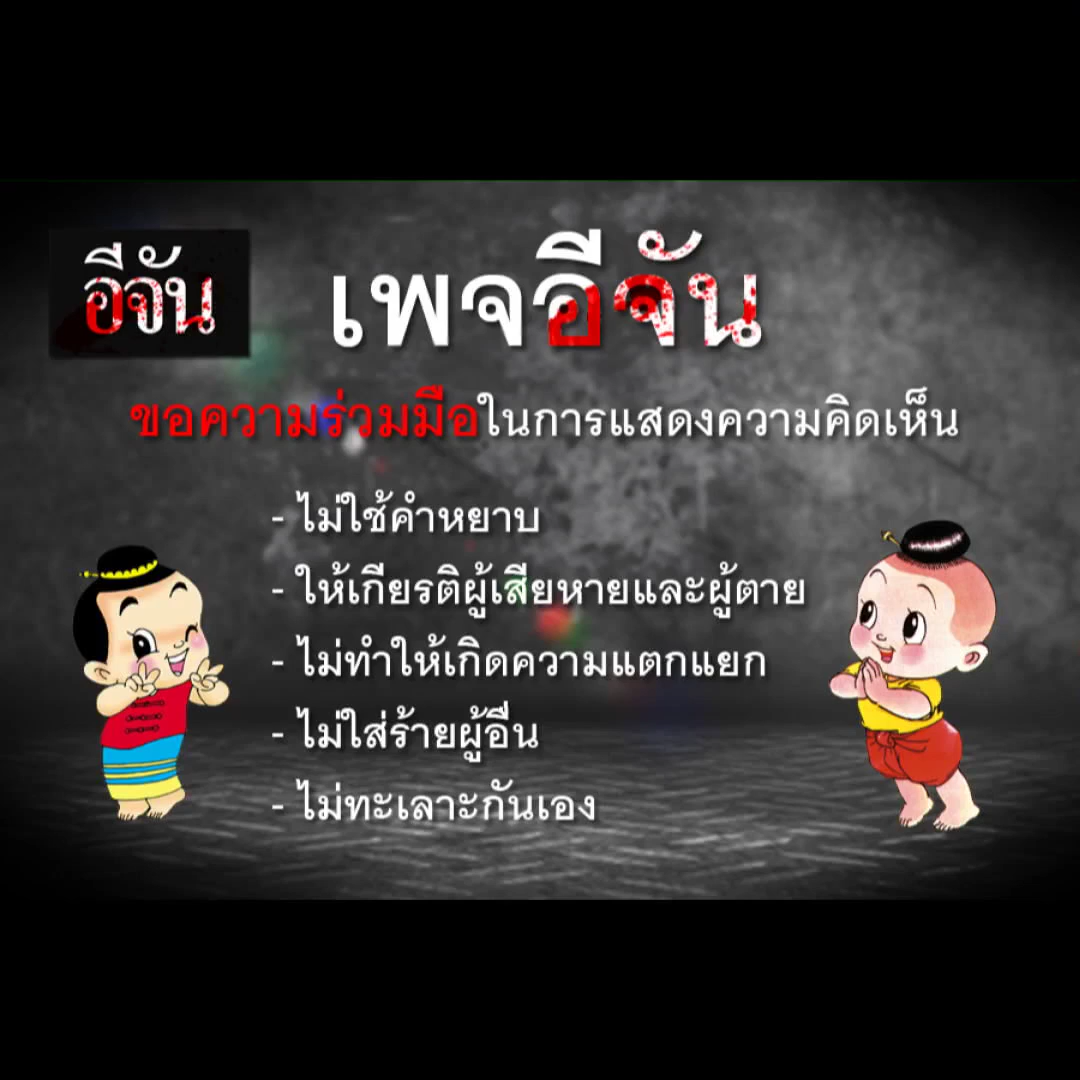 อีจัน
เพจอีจัน
ขอความร่วมมือในการแสดงความคิดเห็น
- ไม่ใช้คำหยาบ
- ให้เกียรติผู้เสียหายและผู้ตาย
- ไม่ทำให้เกิดความแตกแยก
- ไม่ใส่ร้ายผู้อื่น
- ไม่ทะเลาะกันเอง